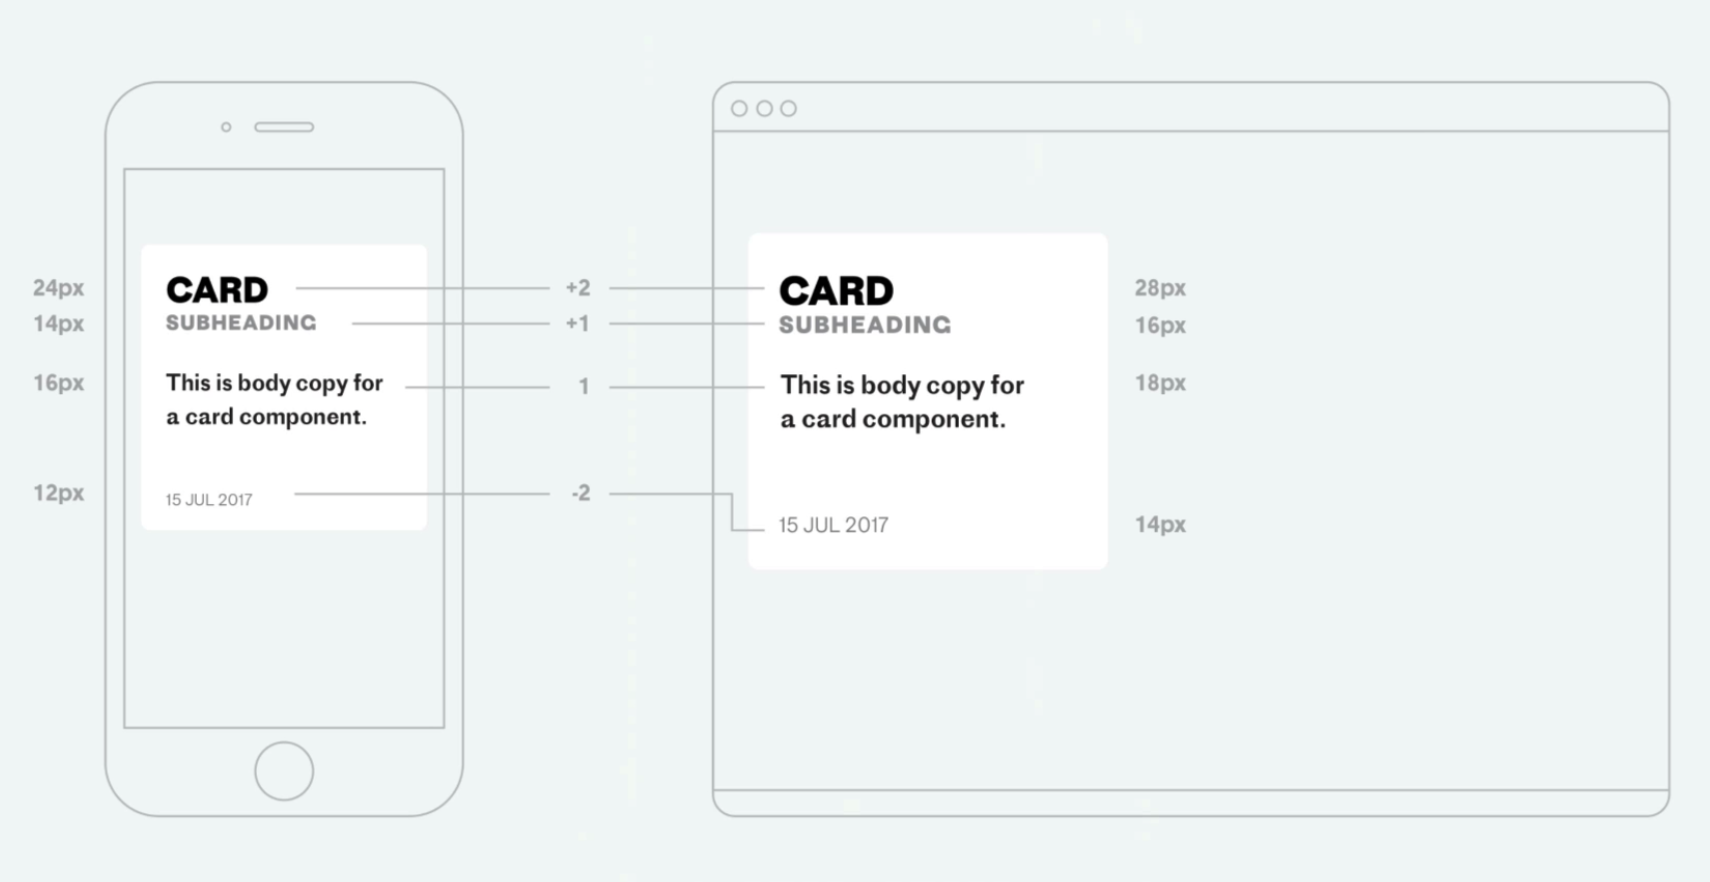 24px
CARD
+2
CARD
28px
14px
SUBHEADING
+1
SUBHEADING
16px
16px
This is body copy for
a card component.
1
This is body copy for
a card component.
18px
12px
15 JUL 2017
-2
15 JUL 2017
14px